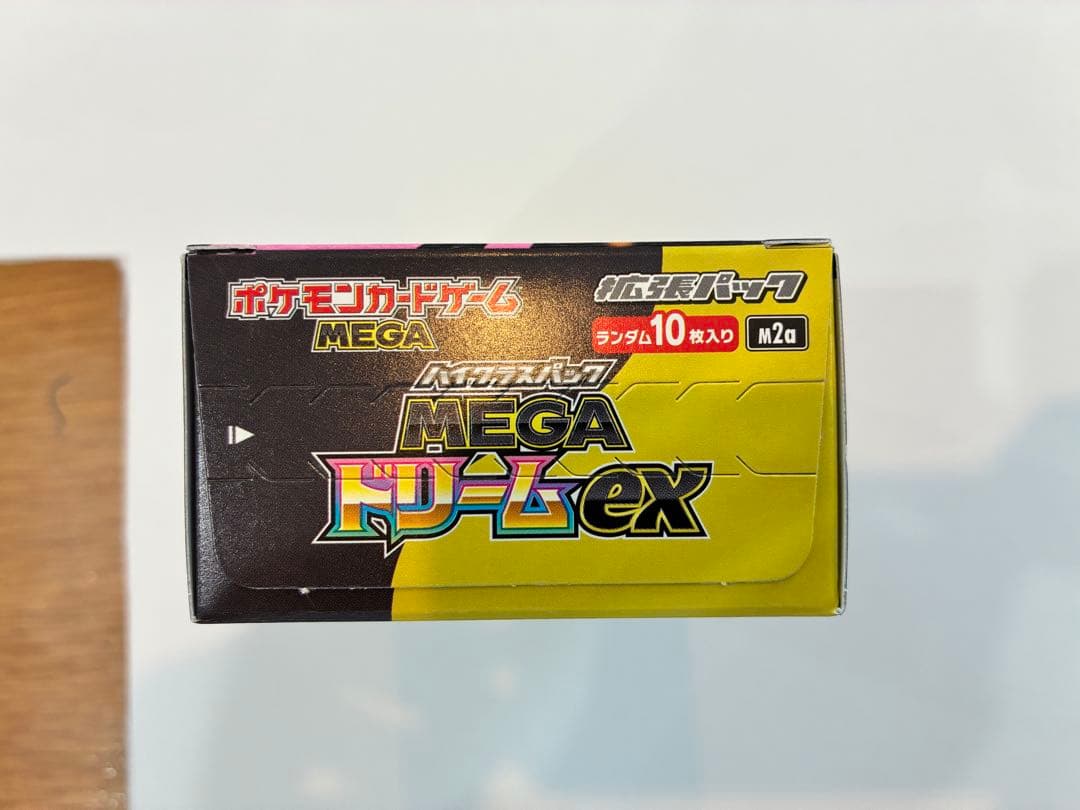 ポケモンカードゲーム
MEGA
拡張パック
ランダム10枚入り
M2a
ハイクラスパック
MEGA
ドリームex